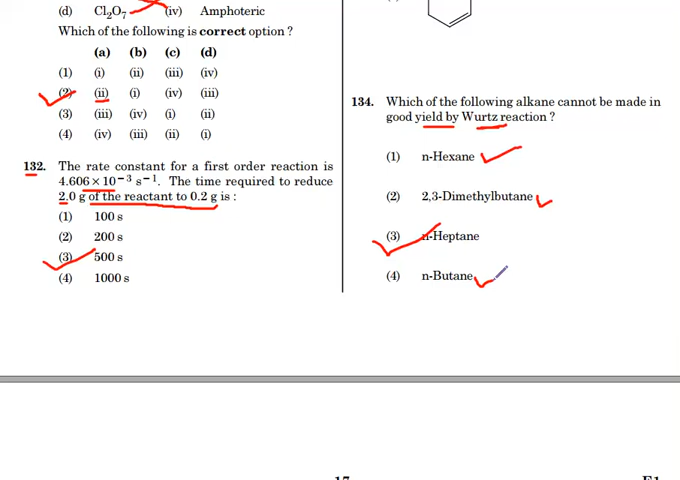 (d) Cl₂O₇ (iv) Amphoteric
Which of the following is correct option ?
(a) (b) (c) (d)
(1) (i) (ii) (iii) (iv)
(2) (ii) (i) (iv) (iii)
(3) (iii) (iv) (i) (ii)
(4) (iv) (iii) (ii) (i)
132. The rate constant for a first order reaction is
4.606 × 10⁻³ s⁻¹. The time required to reduce
2.0 g of the reactant to 0.2 g is :
(1) 100 s
(2) 200 s
(3) 500 s
(4) 1000 s
134. Which of the following alkane cannot be made in
good yield by Wurtz reaction ?
(1) n-Hexane
(2) 2,3-Dimethylbutane
(3) n-Heptane
(4) n-Butane